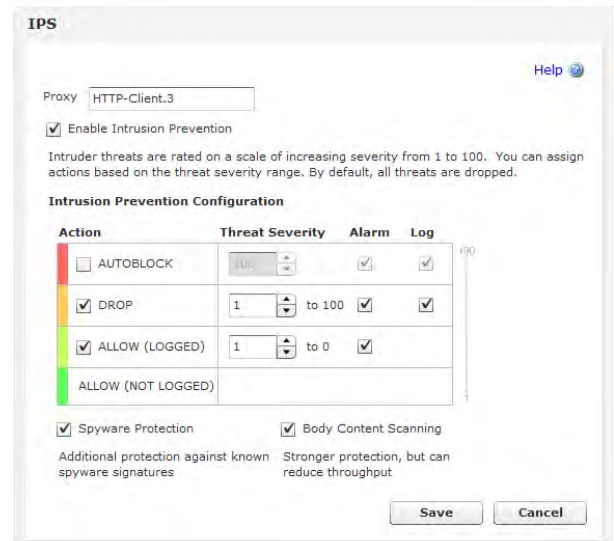 IPS
Help
Proxy HTTP-Client.3
Enable Intrusion Prevention
Intruder threats are rated on a scale of increasing severity from 1 to 100. You can assign
actions based on the threat severity range. By default, all threats are dropped.
Intrusion Prevention Configuration
Action Threat Severity Alarm Log
100
AUTOBLOCK 100
DROP 1 to 100
ALLOW (LOGGED) 1 to 0
ALLOW (NOT LOGGED)
1
Spyware Protection Body Content Scanning
Additional protection against known Stronger protection, but can
spyware signatures reduce throughput
Save Cancel